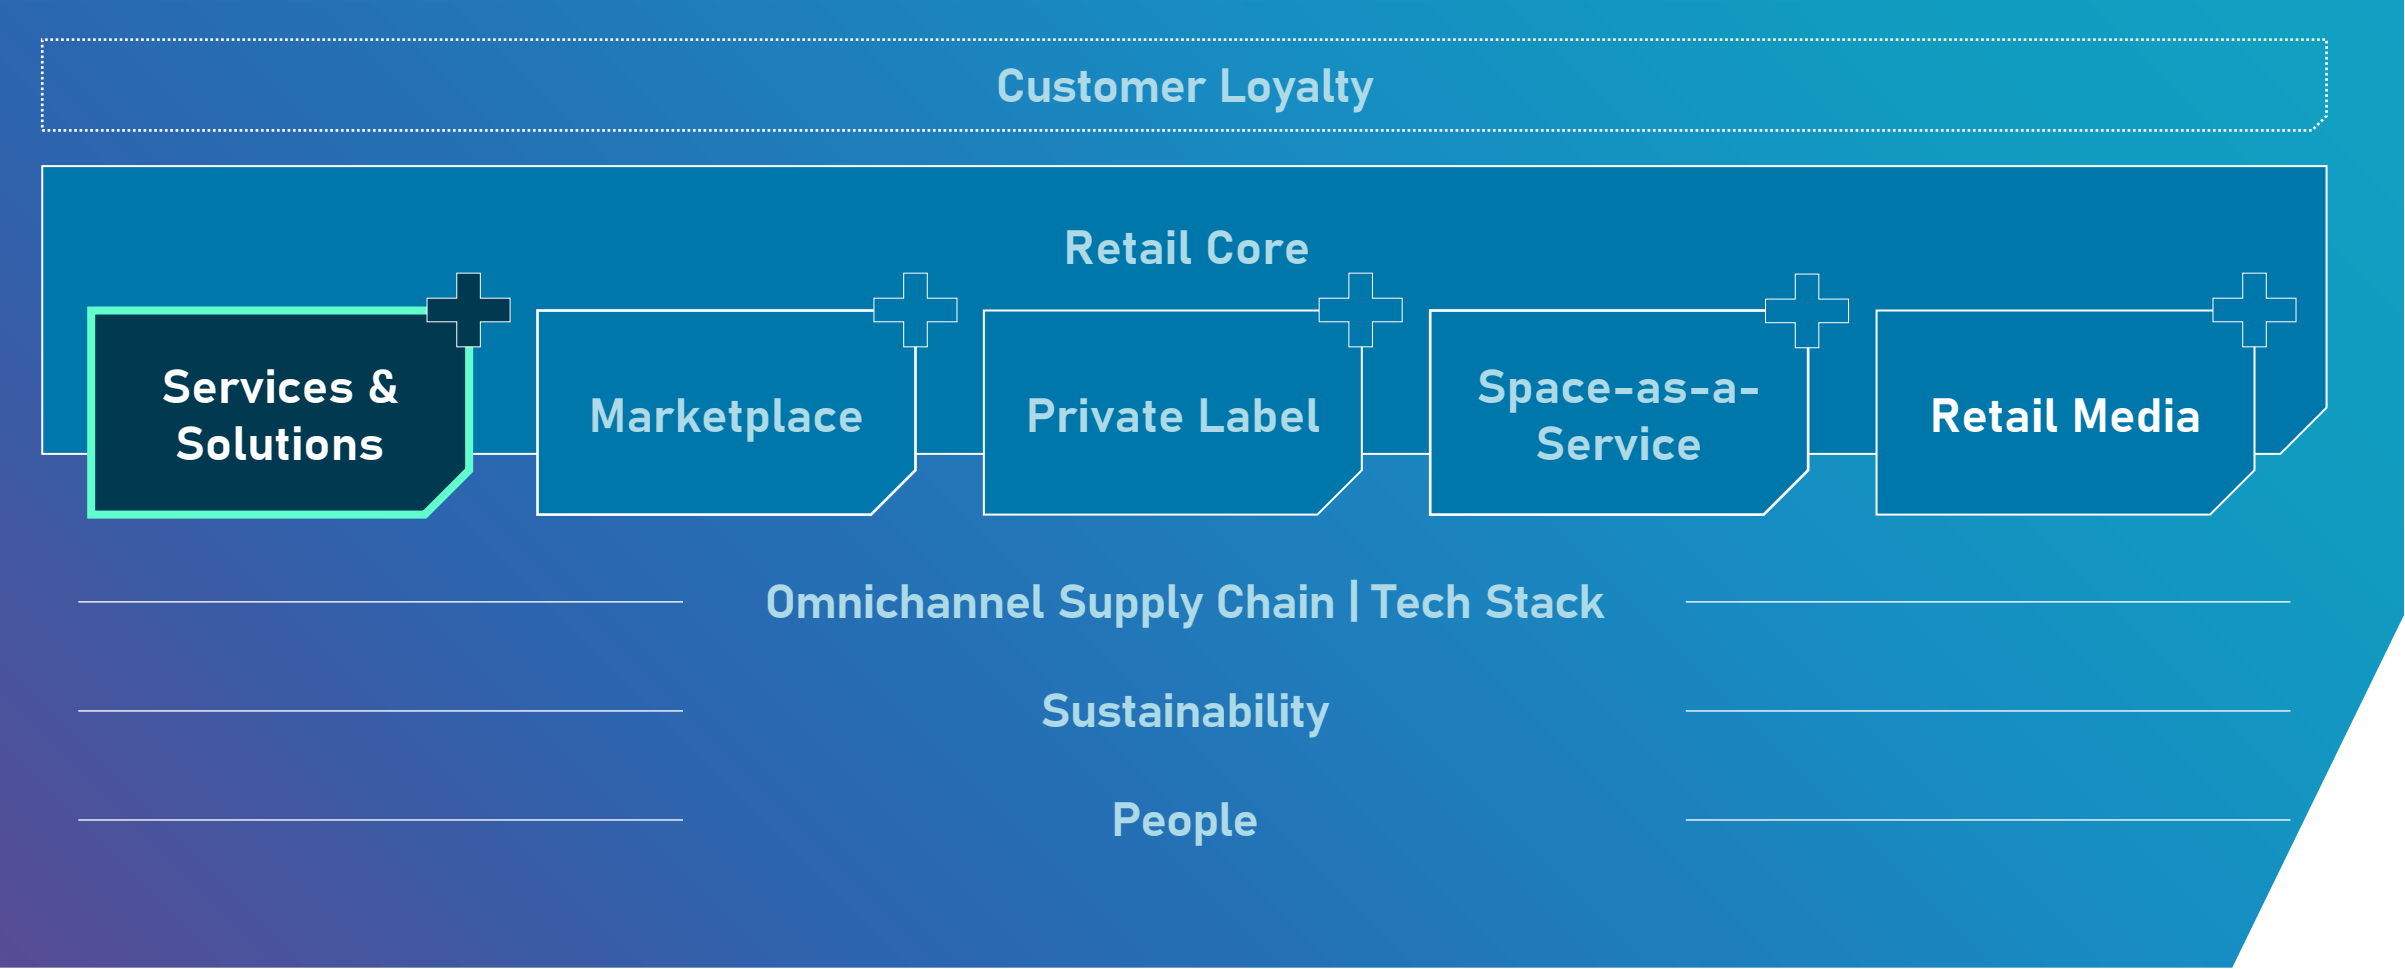 Customer Loyalty
Retail Core
Services &
Solutions
Marketplace
Private Label
Space-as-a-
Service
Retail Media
Omnichannel Supply Chain | Tech Stack
Sustainability
People